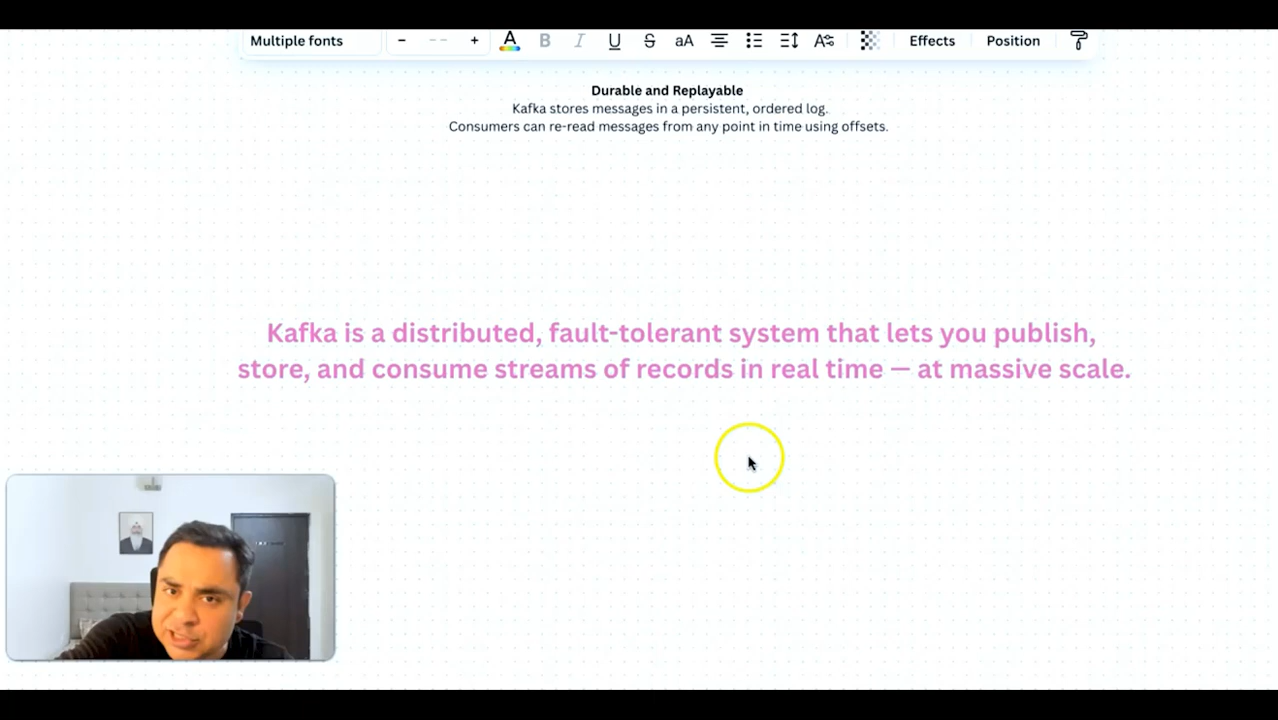 Multiple fonts − -- + A B I U S aA Effects Position
Durable and Replayable
Kafka stores messages in a persistent, ordered log.
Consumers can re-read messages from any point in time using offsets.
Kafka is a distributed, fault-tolerant system that lets you publish,
store, and consume streams of records in real time — at massive scale.